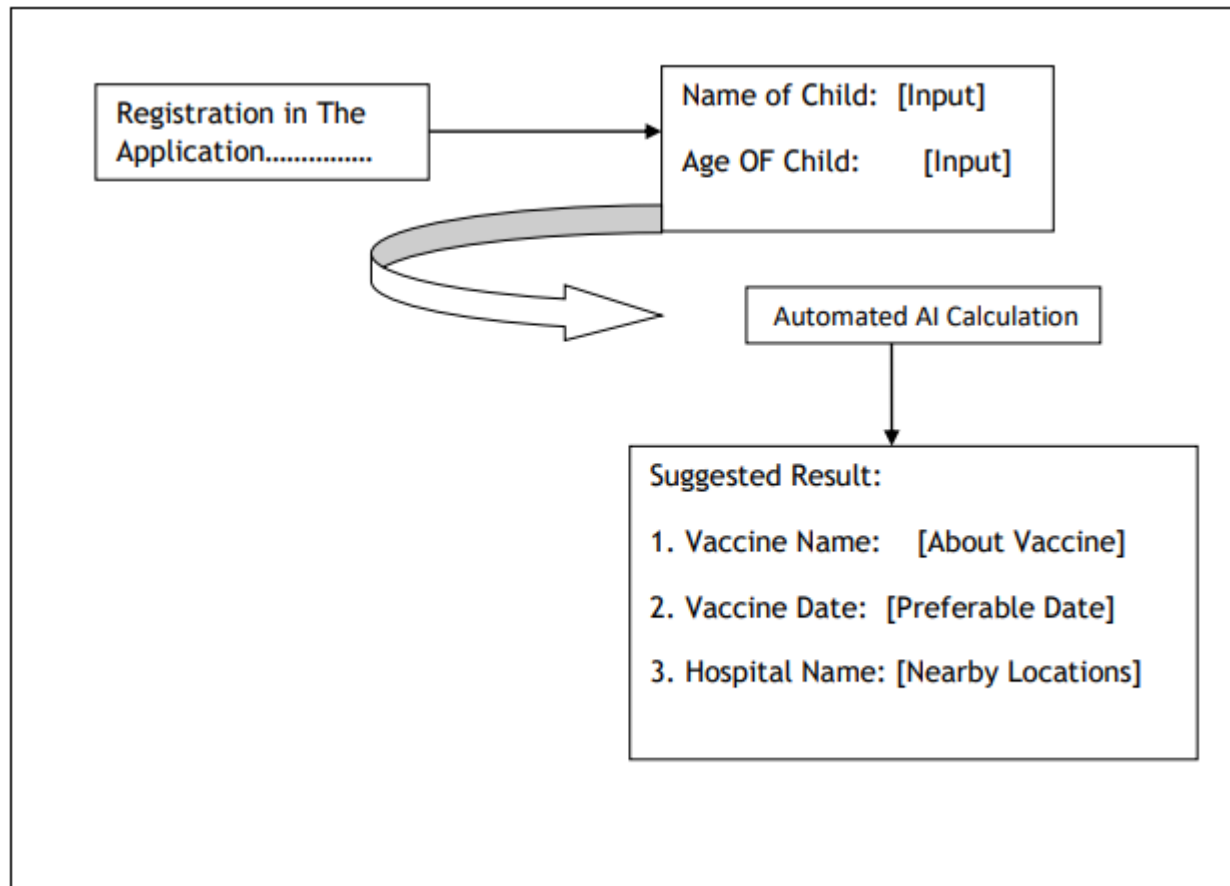 Registration in The
Application...............
Name of Child: [Input]
Age OF Child: [Input]
Automated AI Calculation
Suggested Result:
1. Vaccine Name: [About Vaccine]
2. Vaccine Date: [Preferable Date]
3. Hospital Name: [Nearby Locations]